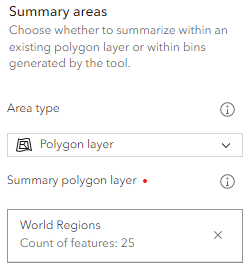 Summary areas
Choose whether to summarize within an
existing polygon layer or within bins
generated by the tool.
Area type
Polygon layer
Summary polygon layer
World Regions
Count of features: 25